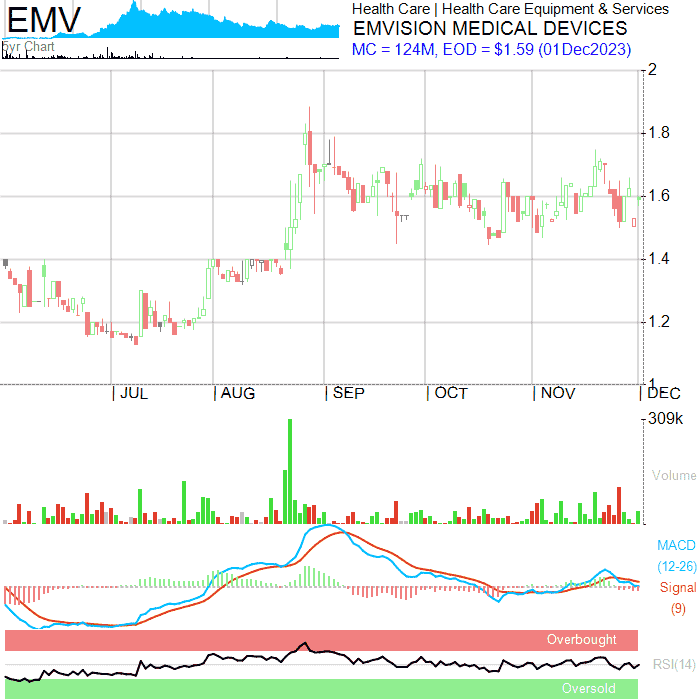 EMV
5yr Chart
Health Care | Health Care Equipment & Services
EMVISION MEDICAL DEVICES
MC = 124M, EOD = $1.59 (01Dec2023)
2
1.8
1.6
1.4
1.2
1
| JUL | AUG | SEP | OCT | NOV | DEC
309k
Volume
MACD
(12-26)
Signal
(9)
Overbought
RSI(14)
Oversold